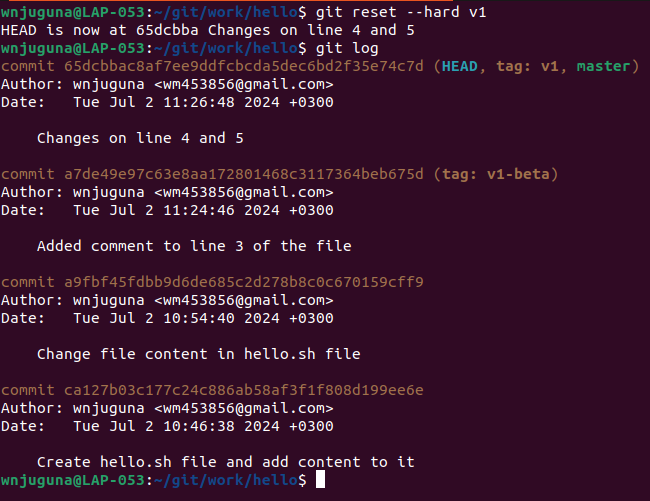 wnjuguna@LAP-053:~/git/work/hello$ git reset --hard v1
HEAD is now at 65dcbba Changes on line 4 and 5
wnjuguna@LAP-053:~/git/work/hello$ git log
commit 65dcbbac8af7ee9ddfcbcda5dec6bd2f35e74c7d (HEAD, tag: v1, master)
Author: wnjuguna <wm453856@gmail.com>
Date:   Tue Jul 2 11:26:48 2024 +0300

    Changes on line 4 and 5

commit a7de49e97c63e8aa172801468c3117364beb675d (tag: v1-beta)
Author: wnjuguna <wm453856@gmail.com>
Date:   Tue Jul 2 11:24:46 2024 +0300

    Added comment to line 3 of the file

commit a9fbf45fdbb9d6de685c2d278b8c0c670159cff9
Author: wnjuguna <wm453856@gmail.com>
Date:   Tue Jul 2 10:54:40 2024 +0300

    Change file content in hello.sh file

commit ca127b03c177c24c886ab58af3f1f808d199ee6e
Author: wnjuguna <wm453856@gmail.com>
Date:   Tue Jul 2 10:46:38 2024 +0300

    Create hello.sh file and add content to it
wnjuguna@LAP-053:~/git/work/hello$